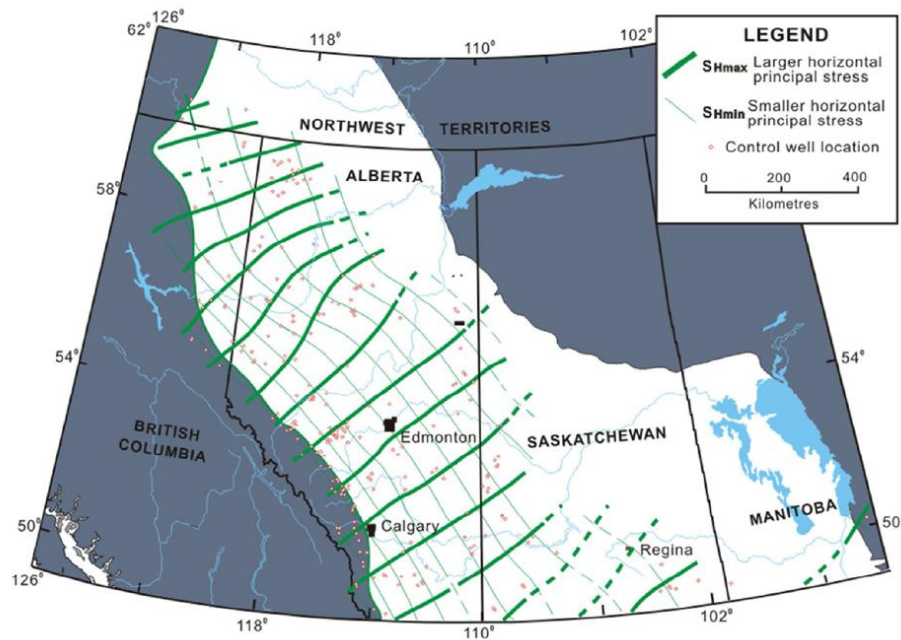 126°
62°
118°
110°
102°
LEGEND
SHmax Larger horizontal
principal stress
SHmin Smaller horizontal
principal stress
Control well location
0 200 400
Kilometres
NORTHWEST TERRITORIES
ALBERTA
58°
54°
54°
BRITISH
COLUMBIA
Edmonton
SASKATCHEWAN
Calgary
MANITOBA
50°
50
Regina
126°
118°
110°
102°